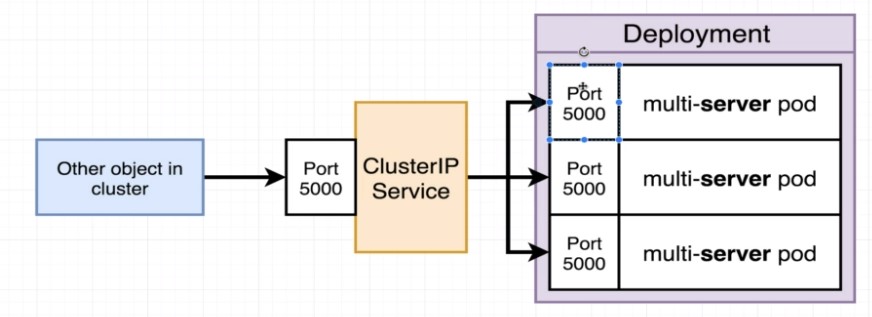 Deployment
Other object in
cluster
Port
5000
ClusterIP
Service
Port
5000
multi-server pod
Port
5000
multi-server pod
Port
5000
multi-server pod